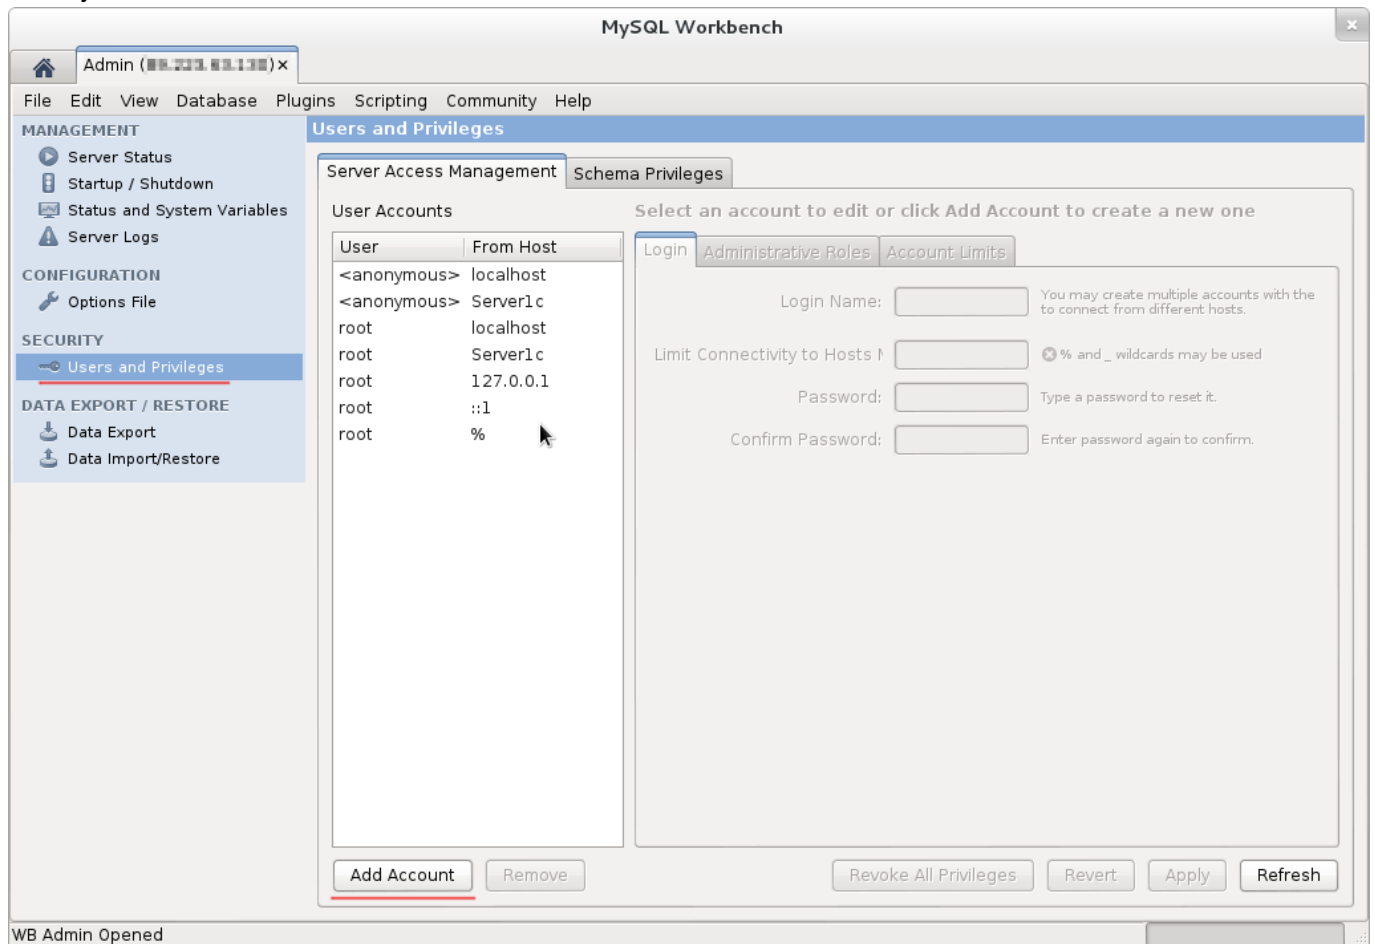 MySQL Workbench
Admin (
File Edit View Database Plugins Scripting Community Help
MANAGEMENT
Server Status
Startup / Shutdown
Status and System Variables
Server Logs
CONFIGURATION
Options File
SECURITY
Users and Privileges
DATA EXPORT / RESTORE
Data Export
Data Import/Restore
Users and Privileges
Server Access Management Schema Privileges
User Accounts
User From Host
<anonymous> localhost
<anonymous> Server1c
root localhost
root Server1c
root 127.0.0.1
root ::1
root %
Add Account Remove
Select an account to edit or click Add Account to create a new one
Login Administrative Roles Account Limits
Login Name:
You may create multiple accounts with the
to connect from different hosts.
Limit Connectivity to Hosts M
% and _ wildcards may be used
Password:
Type a password to reset it.
Confirm Password:
Enter password again to confirm.
Revoke All Privileges Revert Apply Refresh
WB Admin Opened